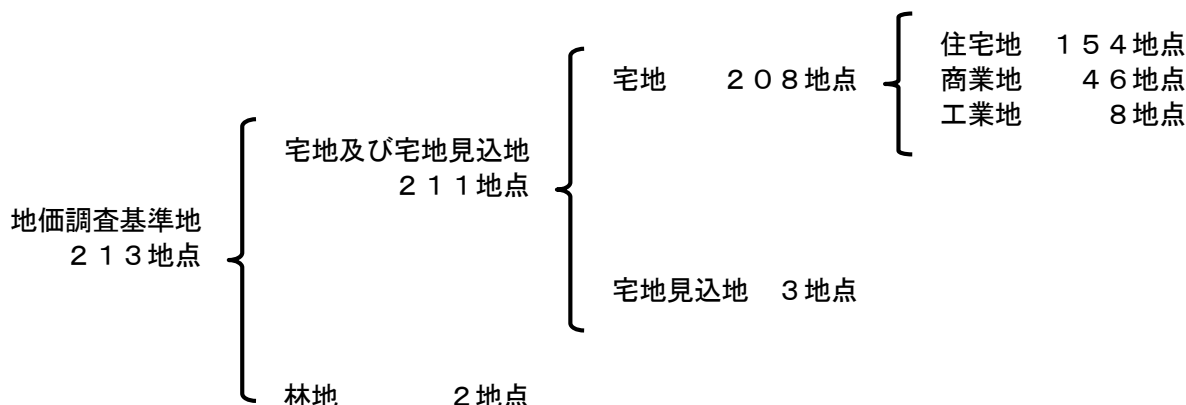 住宅地　１５４地点
宅地　　２０８地点
商業地　　４６地点
工業地　　　８地点
宅地及び宅地見込地
２１１地点
地価調査基準地
２１３地点
宅地見込地　３地点
林地　　　　２地点